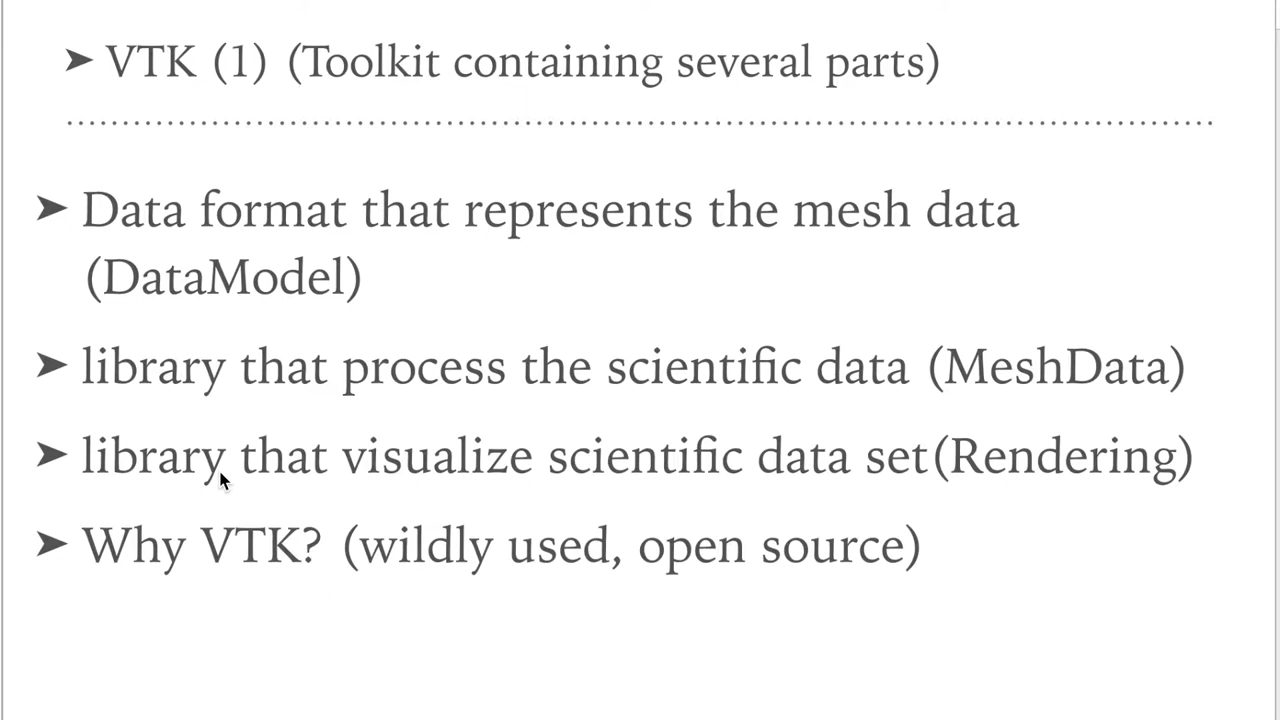 ➤ VTK (1) (Toolkit containing several parts)
➤ Data format that represents the mesh data
(DataModel)
➤ library that process the scientific data (MeshData)
➤ library that visualize scientific data set(Rendering)
➤ Why VTK? (wildly used, open source)